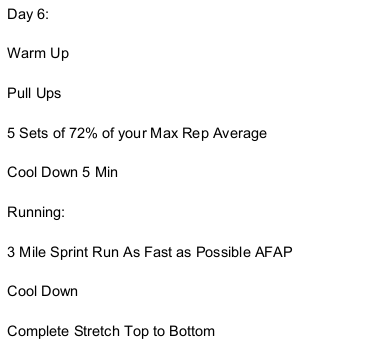 Day 6:
Warm Up
Pull Ups
5 Sets of 72% of your Max Rep Average
Cool Down 5 Min
Running:
3 Mile Sprint Run As Fast as Possible AFAP
Cool Down
Complete Stretch Top to Bottom